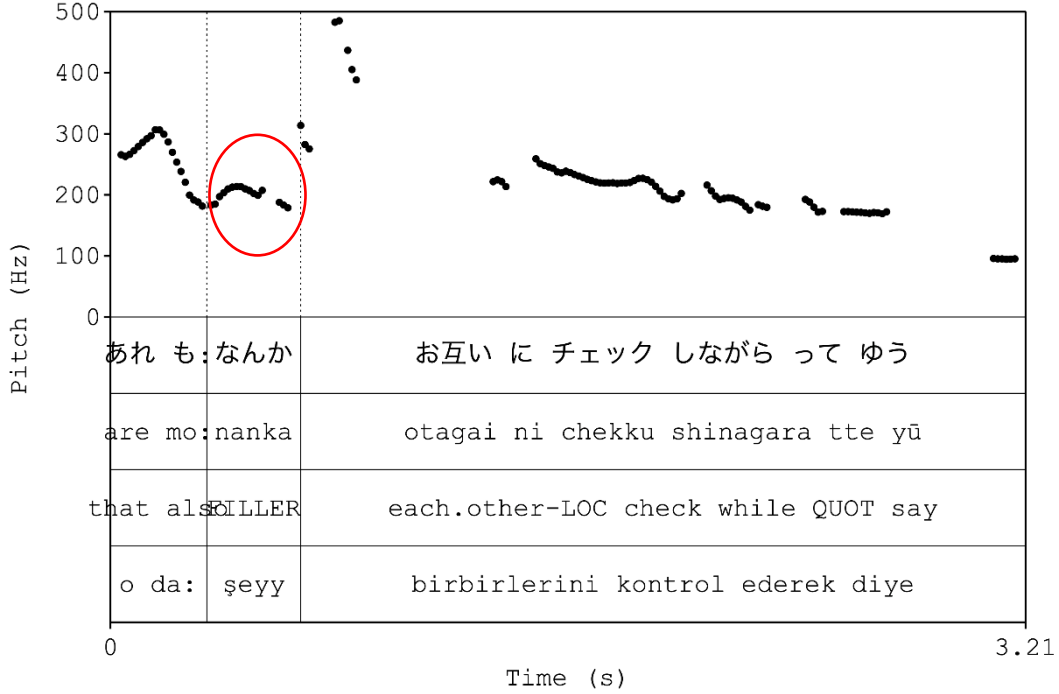 500
400
300
200
100
0
Pitch (Hz)
あれ も: なんか お互い に チェック しながら って ゆう
are mo: nanka otagai ni chekku shinagara tte yū
that also FILLER each.other-LOC check while QUOT say
o da: şeyy birbirlerini kontrol ederek diye
0 3.21
Time (s)